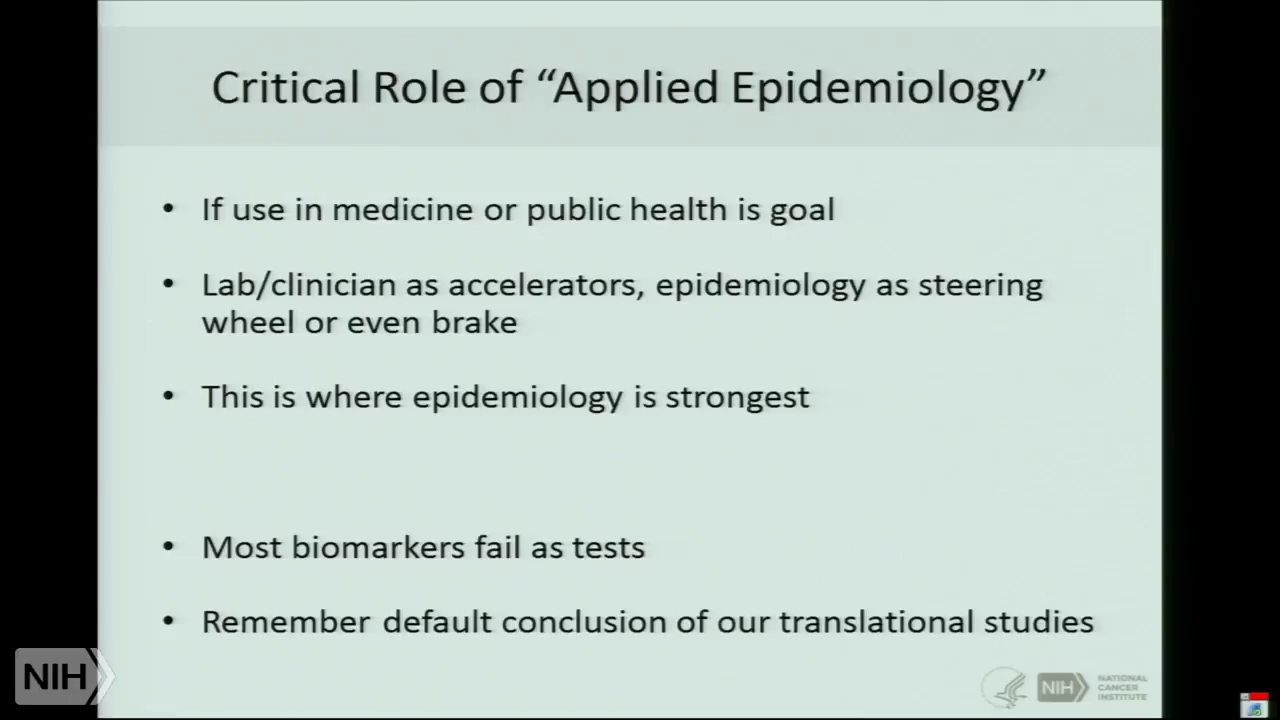 Critical Role of “Applied Epidemiology”
• If use in medicine or public health is goal
• Lab/clinician as accelerators, epidemiology as steering
wheel or even brake
• This is where epidemiology is strongest
• Most biomarkers fail as tests
• Remember default conclusion of our translational studies
NIH
NIH
NATIONAL
CANCER
INSTITUTE